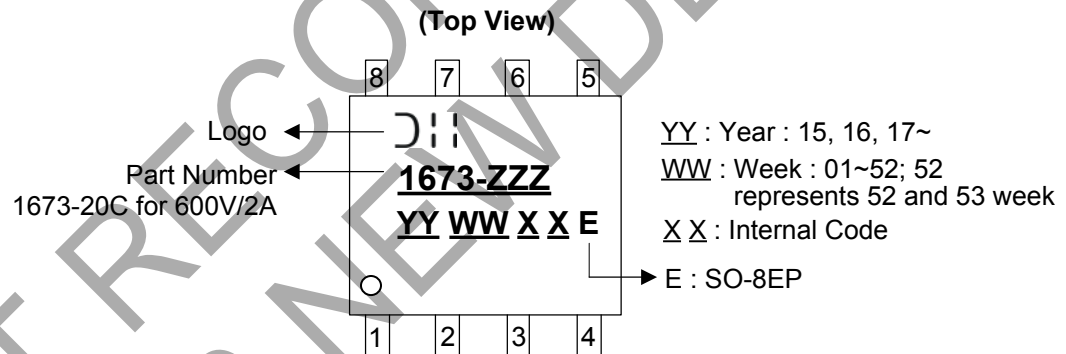 (Top View)
8 7 6 5
Logo
Part Number
1673-20C for 600V/2A
1673-ZZZ
YY WW X X E
YY : Year : 15, 16, 17~
WW : Week : 01~52; 52
represents 52 and 53 week
X X : Internal Code
E : SO-8EP
1 2 3 4